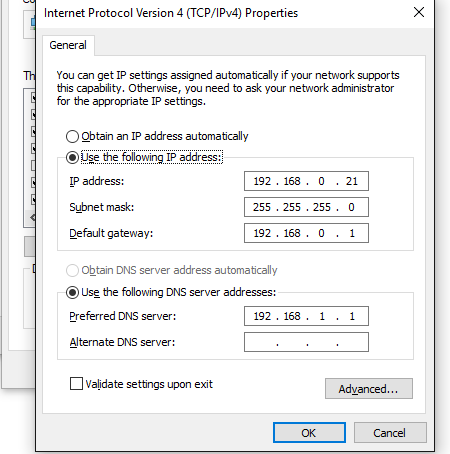 Internet Protocol Version 4 (TCP/IPv4) Properties
General
You can get IP settings assigned automatically if your network supports
this capability. Otherwise, you need to ask your network administrator
for the appropriate IP settings.
Obtain an IP address automatically
Use the following IP address:
IP address: 192 . 168 . 0 . 21
Subnet mask: 255 . 255 . 255 . 0
Default gateway: 192 . 168 . 0 . 1
Obtain DNS server address automatically
Use the following DNS server addresses:
Preferred DNS server: 192 . 168 . 1 . 1
Alternate DNS server: . . .
Validate settings upon exit
Advanced...
OK
Cancel